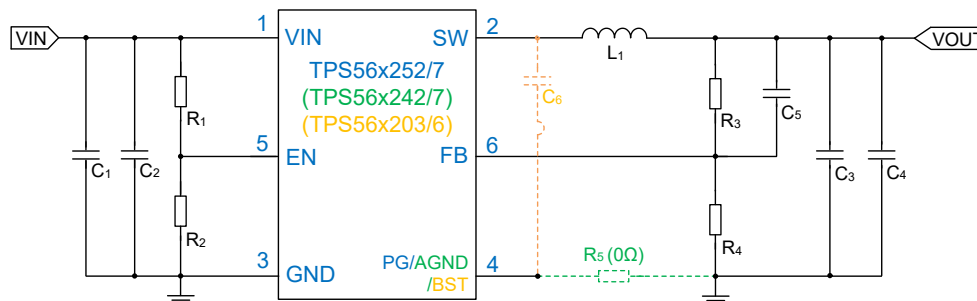 VIN
1
VIN
SW
2
L1
VOUT
TPS56x252/7
(TPS56x242/7)
(TPS56x203/6)
C6
R1
R3
C5
5
EN
FB
6
C1
C2
C3
C4
R2
R4
3
GND
PG/AGND
/BST
4
R5 (0Ω)